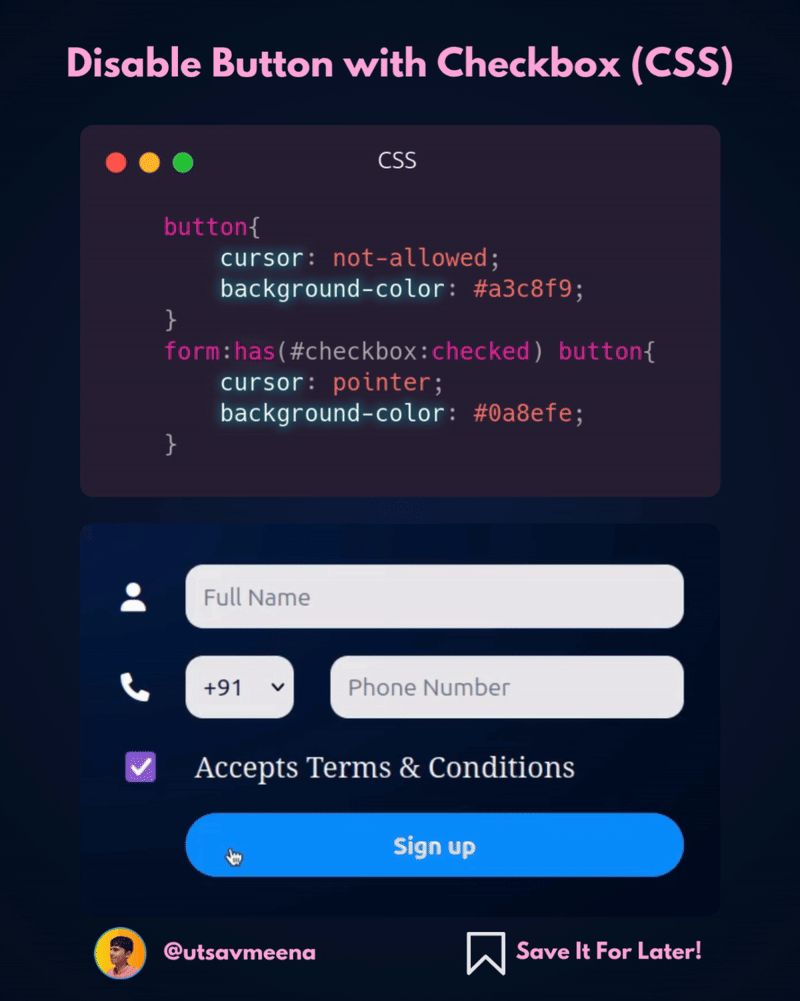 Disable Button with Checkbox (CSS)
CSS
button{
    cursor: not-allowed;
    background-color: #a3c8f9;
}
form:has(#checkbox:checked) button{
    cursor: pointer;
    background-color: #0a8efe;
}
Full Name
+91
Phone Number
Accepts Terms & Conditions
Sign up
@utsavmeena
Save It For Later!